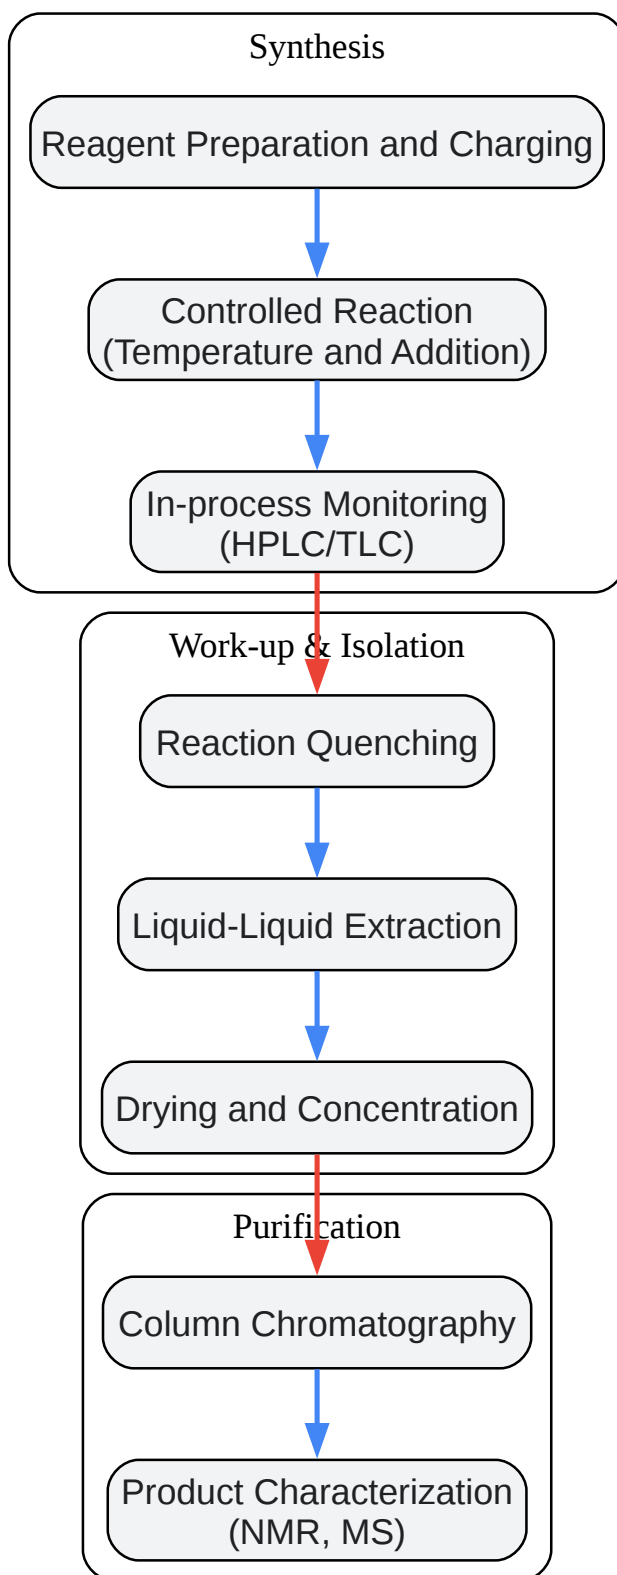 Synthesis
Reagent Preparation and Charging
Controlled Reaction
(Temperature and Addition)
In-process Monitoring
(HPLC/TLC)
Work-up & Isolation
Reaction Quenching
Liquid-Liquid Extraction
Drying and Concentration
Purification
Column Chromatography
Product Characterization
(NMR, MS)